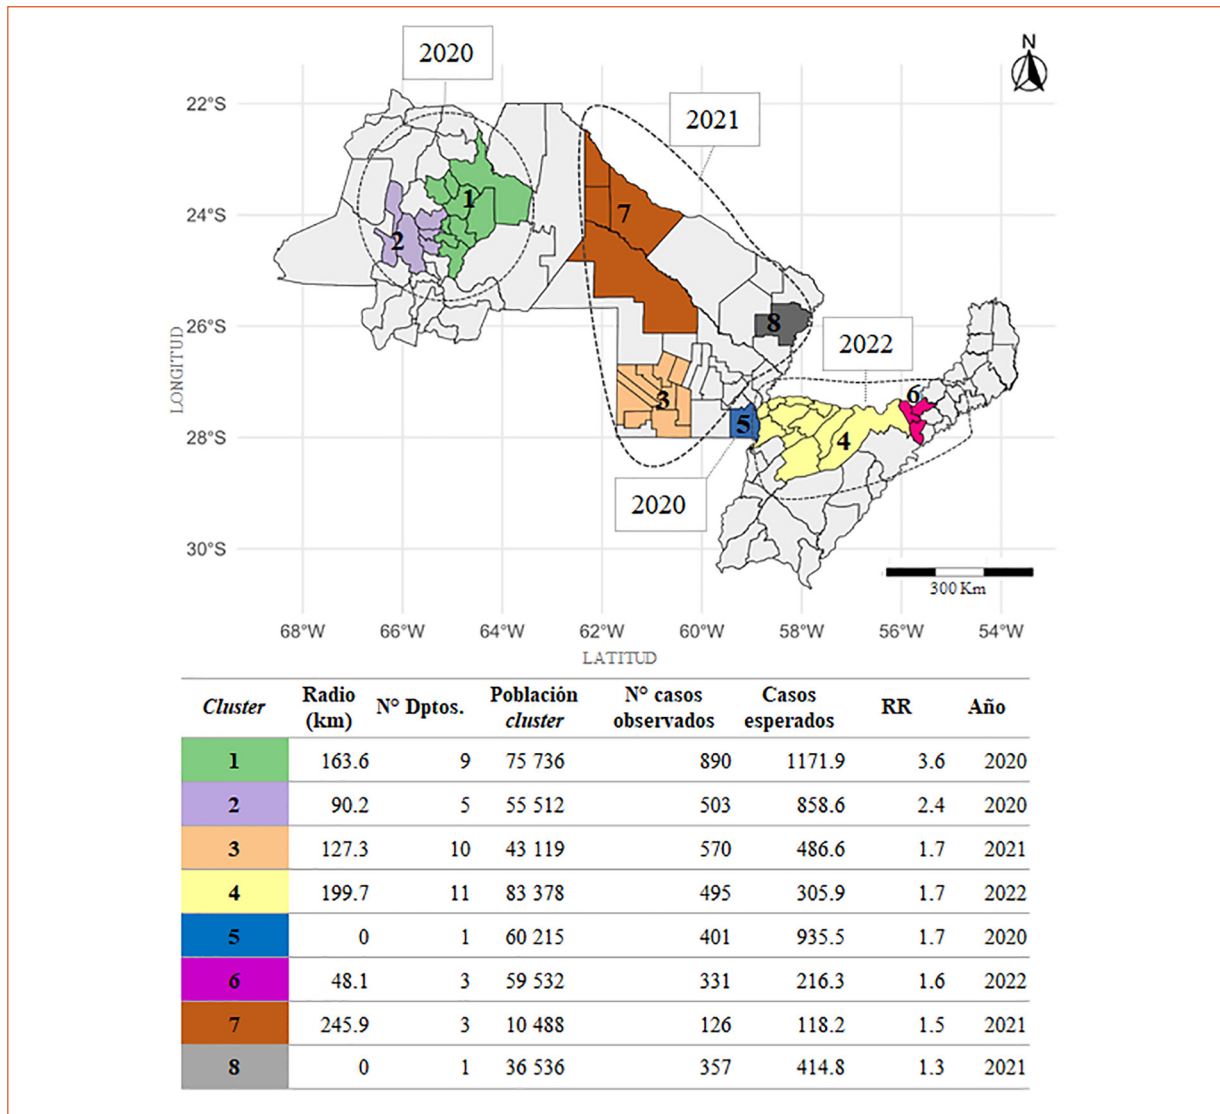 2020
N
22°S
2021
1
24°S
7
2
26°S
8
LONGITUD
2022
6
3
5
4
28°S
2020
30°S
300 Km
68°W 66°W 64°W 62°W 60°W 58°W 56°W 54°W
LATITUD
Cluster Radio (km) N° Dptos. Población cluster N° casos observados Casos esperados RR Año
1 163.6 9 75 736 890 1171.9 3.6 2020
2 90.2 5 55 512 503 858.6 2.4 2020
3 127.3 10 43 119 570 486.6 1.7 2021
4 199.7 11 83 378 495 305.9 1.7 2022
5 0 1 60 215 401 935.5 1.7 2020
6 48.1 3 59 532 331 216.3 1.6 2022
7 245.9 3 10 488 126 118.2 1.5 2021
8 0 1 36 536 357 414.8 1.3 2021